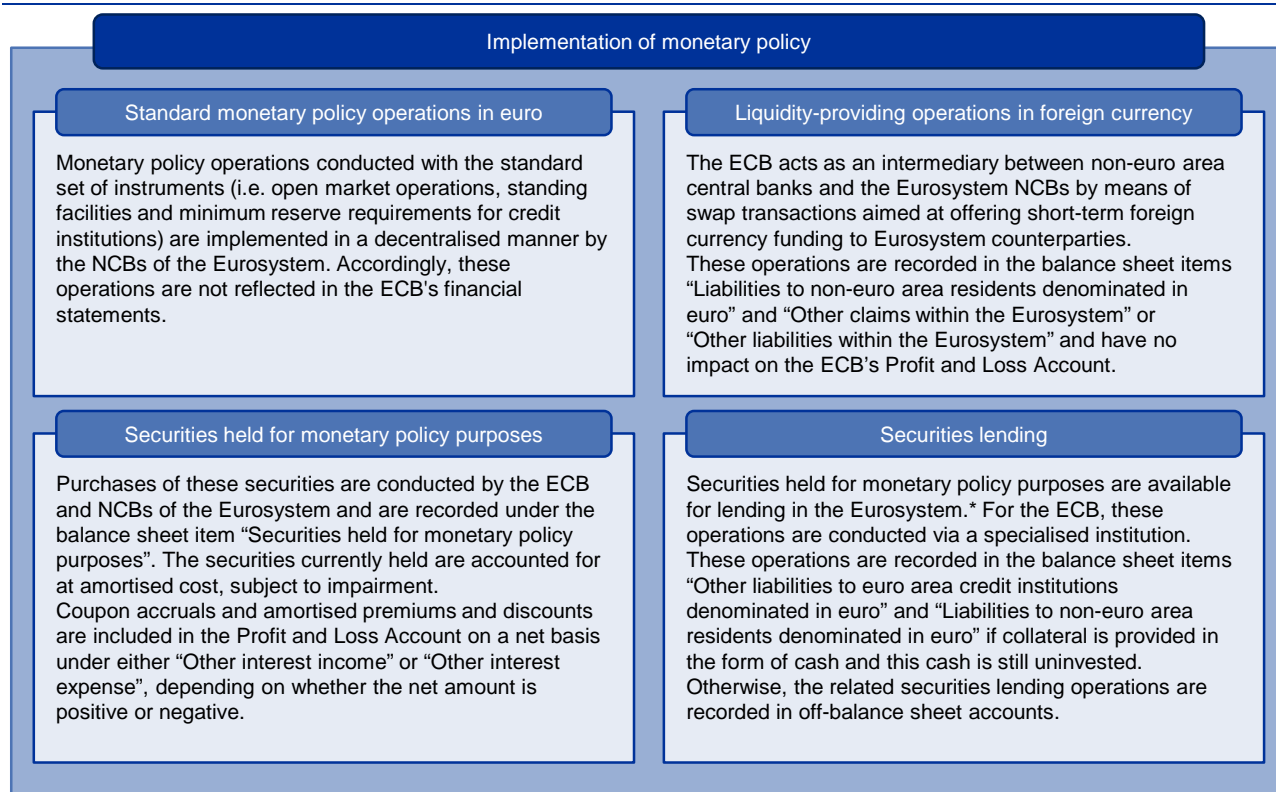 Implementation of monetary policy
Standard monetary policy operations in euro
Monetary policy operations conducted with the standard
set of instruments (i.e. open market operations, standing
facilities and minimum reserve requirements for credit
institutions) are implemented in a decentralised manner by
the NCBs of the Eurosystem. Accordingly, these
operations are not reflected in the ECB's financial
statements.
Liquidity-providing operations in foreign currency
The ECB acts as an intermediary between non-euro area
central banks and the Eurosystem NCBs by means of
swap transactions aimed at offering short-term foreign
currency funding to Eurosystem counterparties.
These operations are recorded in the balance sheet items
“Liabilities to non-euro area residents denominated in
euro” and “Other claims within the Eurosystem” or
“Other liabilities within the Eurosystem” and have no
impact on the ECB’s Profit and Loss Account.
Securities held for monetary policy purposes
Purchases of these securities are conducted by the ECB
and NCBs of the Eurosystem and are recorded under the
balance sheet item “Securities held for monetary policy
purposes”. The securities currently held are accounted for
at amortised cost, subject to impairment.
Coupon accruals and amortised premiums and discounts
are included in the Profit and Loss Account on a net basis
under either “Other interest income” or “Other interest
expense”, depending on whether the net amount is
positive or negative.
Securities lending
Securities held for monetary policy purposes are available
for lending in the Eurosystem.* For the ECB, these
operations are conducted via a specialised institution.
These operations are recorded in the balance sheet items
“Other liabilities to euro area credit institutions
denominated in euro” and “Liabilities to non-euro area
residents denominated in euro” if collateral is provided in
the form of cash and this cash is still uninvested.
Otherwise, the related securities lending operations are
recorded in off-balance sheet accounts.